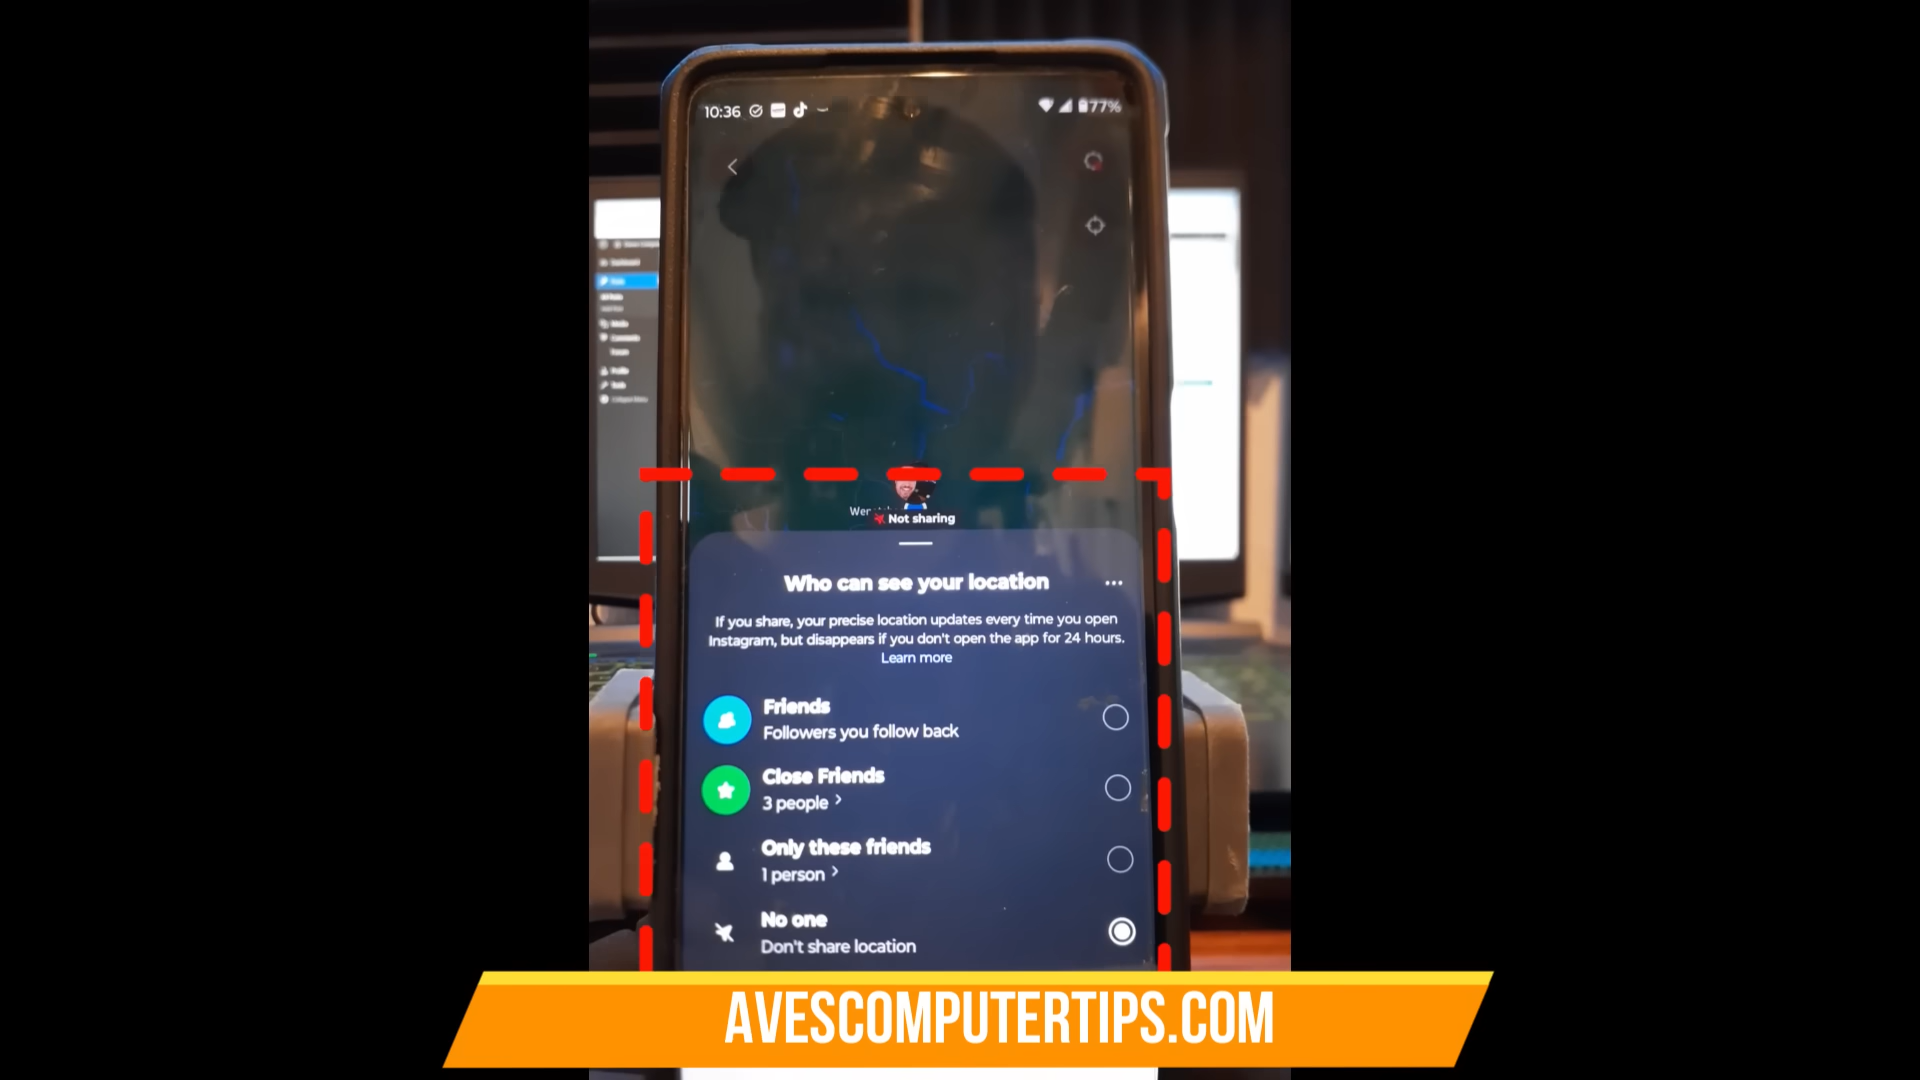 10:36
77%
Not sharing
Who can see your location
If you share, your precise location updates every time you open
Instagram, but disappears if you don't open the app for 24 hours.
Learn more
Friends
Followers you follow back
Close Friends
3 people
Only these friends
1 person
No one
Don't share location
AVESCOMPUTERTIPS.COM